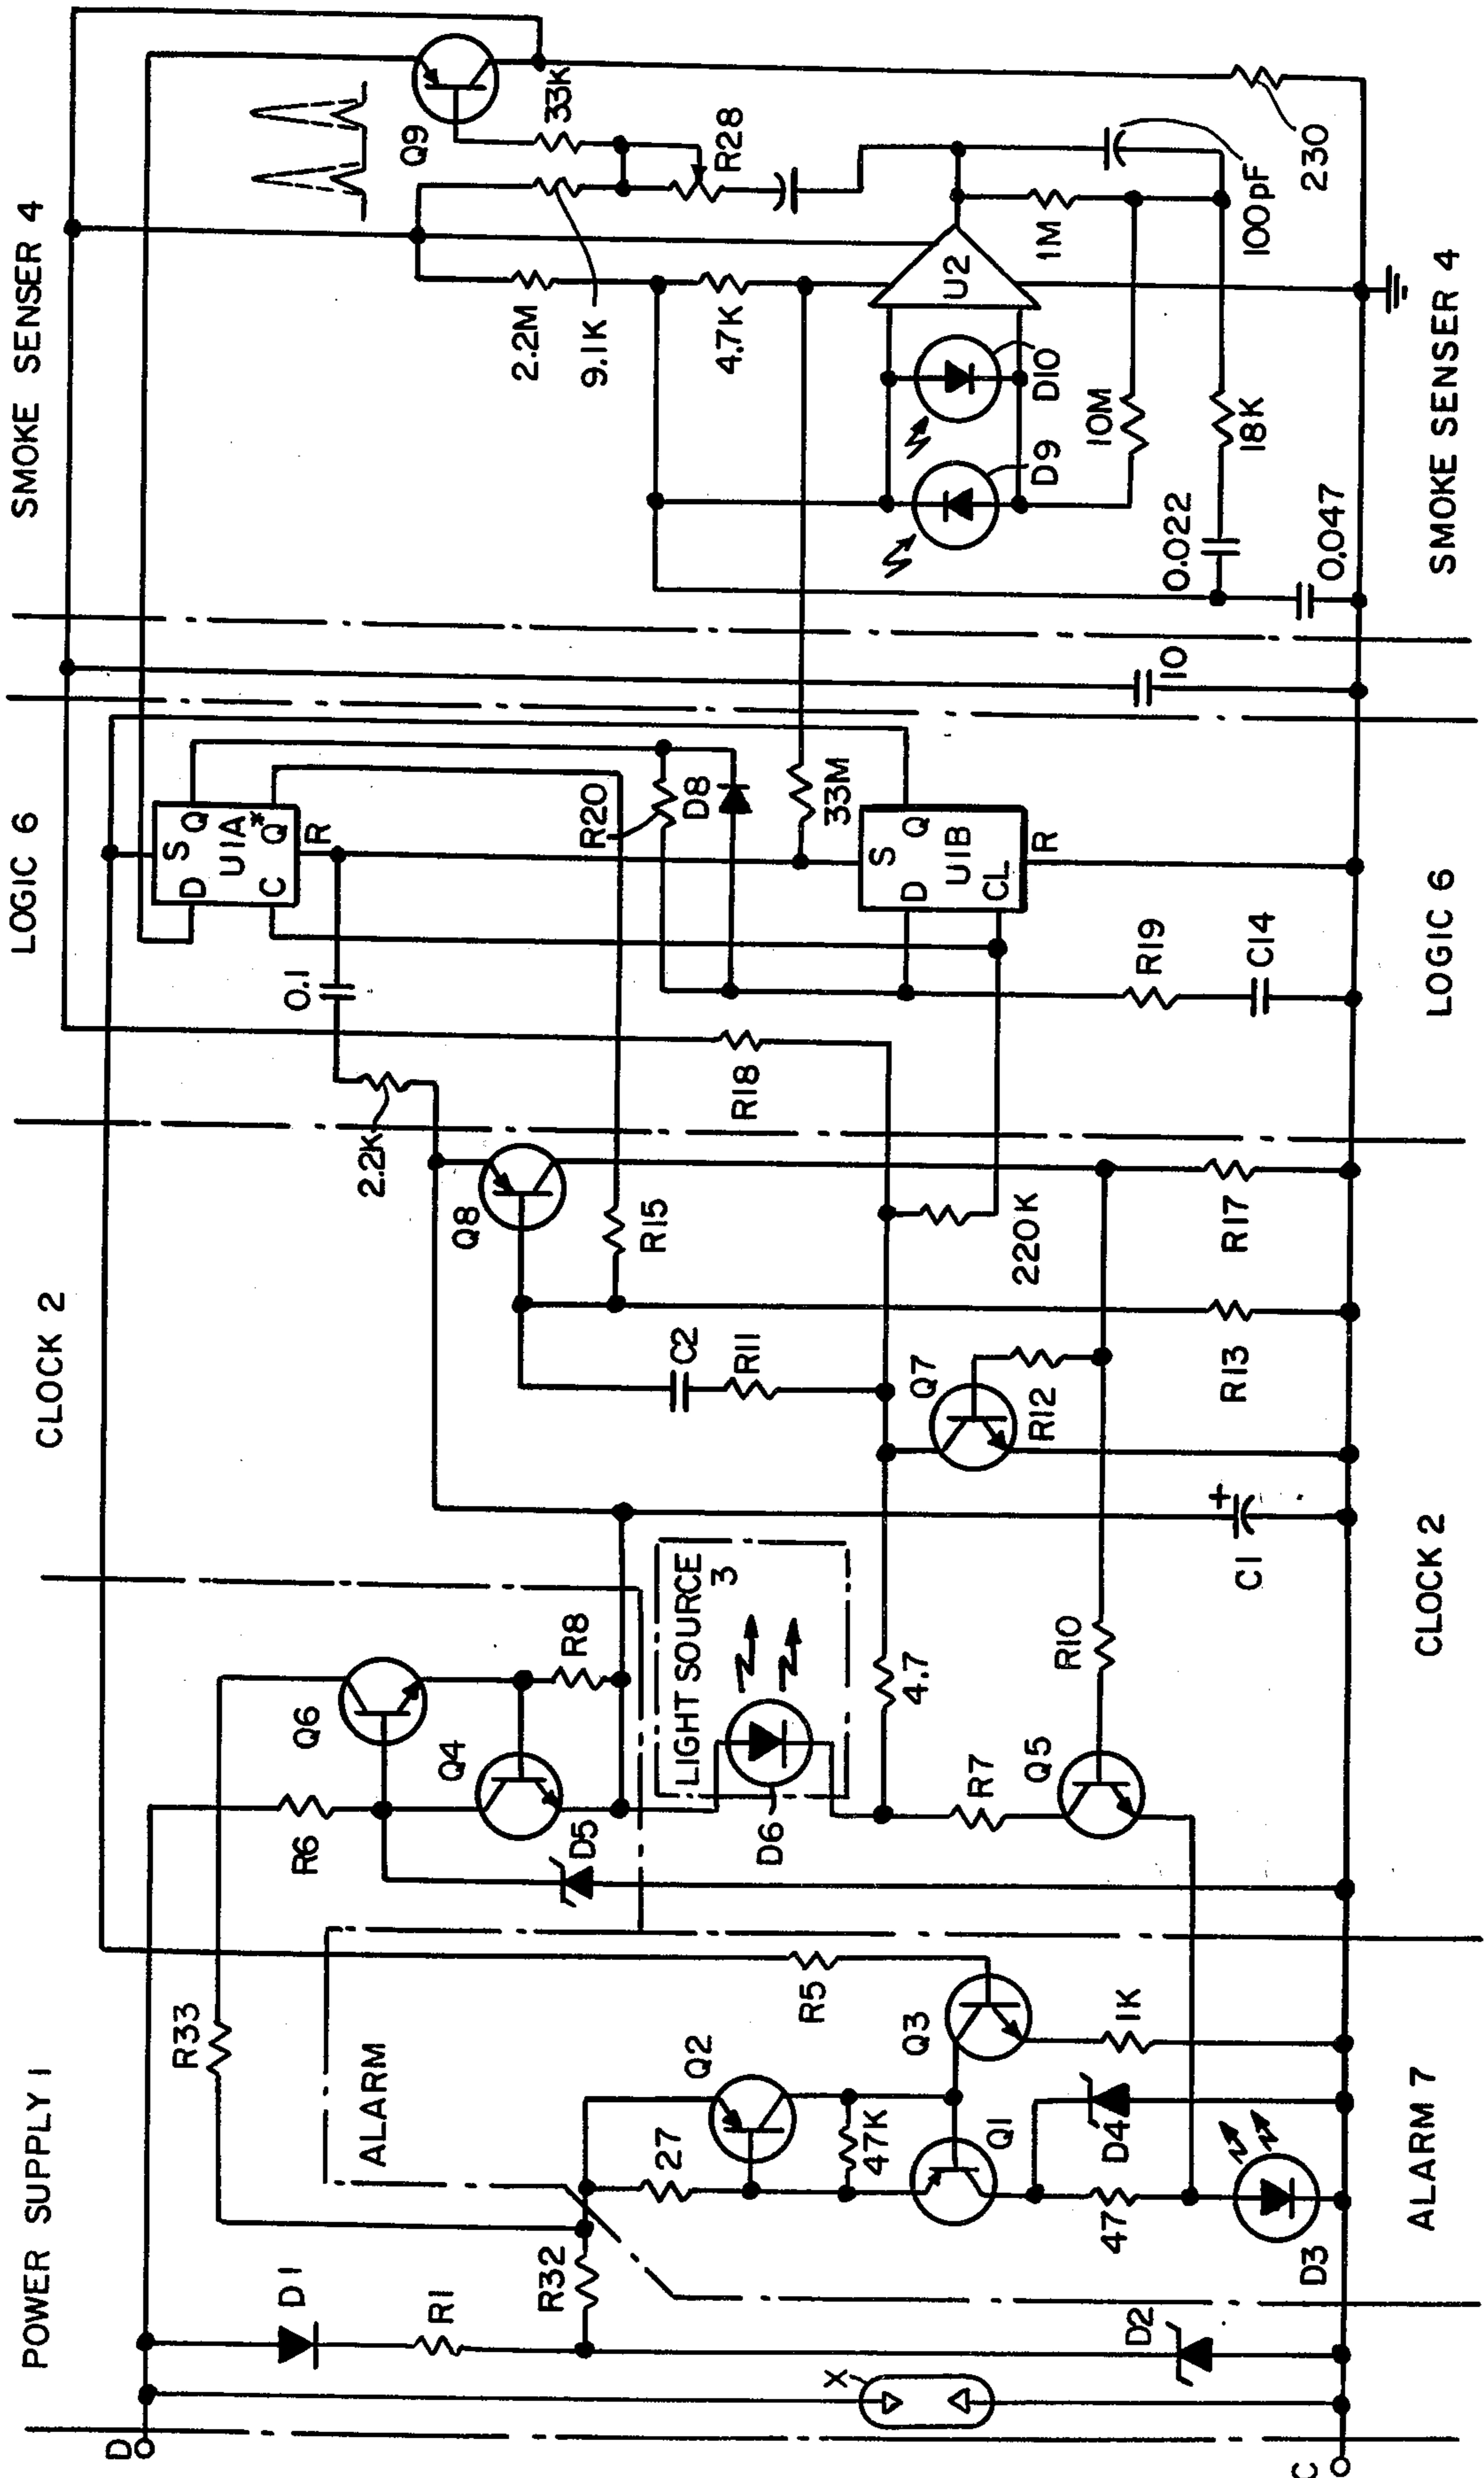 POWER SUPPLY 1
CLOCK 2
LOGIC 6
SMOKE SENSER 4
D
D1
R1
R33
R32
X
D2
C
ALARM
R6
Q6
Q4
R8
D5
LIGHT SOURCE
3
D6
R5
Q2
27
47K
Q1
Q3
1K
D4
47
D3
R7
Q5
4.7
R10
C1
+
Q8
2.2K
0.1
R15
C2
R11
Q7
R12
R13
220K
R17
R18
S
D
Q
U1A
*
C
Q
R
R20
D8
33M
S
D
Q
U1B
CL
R
R19
C14
10
Q9
33K
R28
2.2M
9.1K
4.7K
U2
D10
D9
1M
10M
18K
100pF
230
0.022
0.047
ALARM 7
CLOCK 2
LOGIC 6
SMOKE SENSER 4